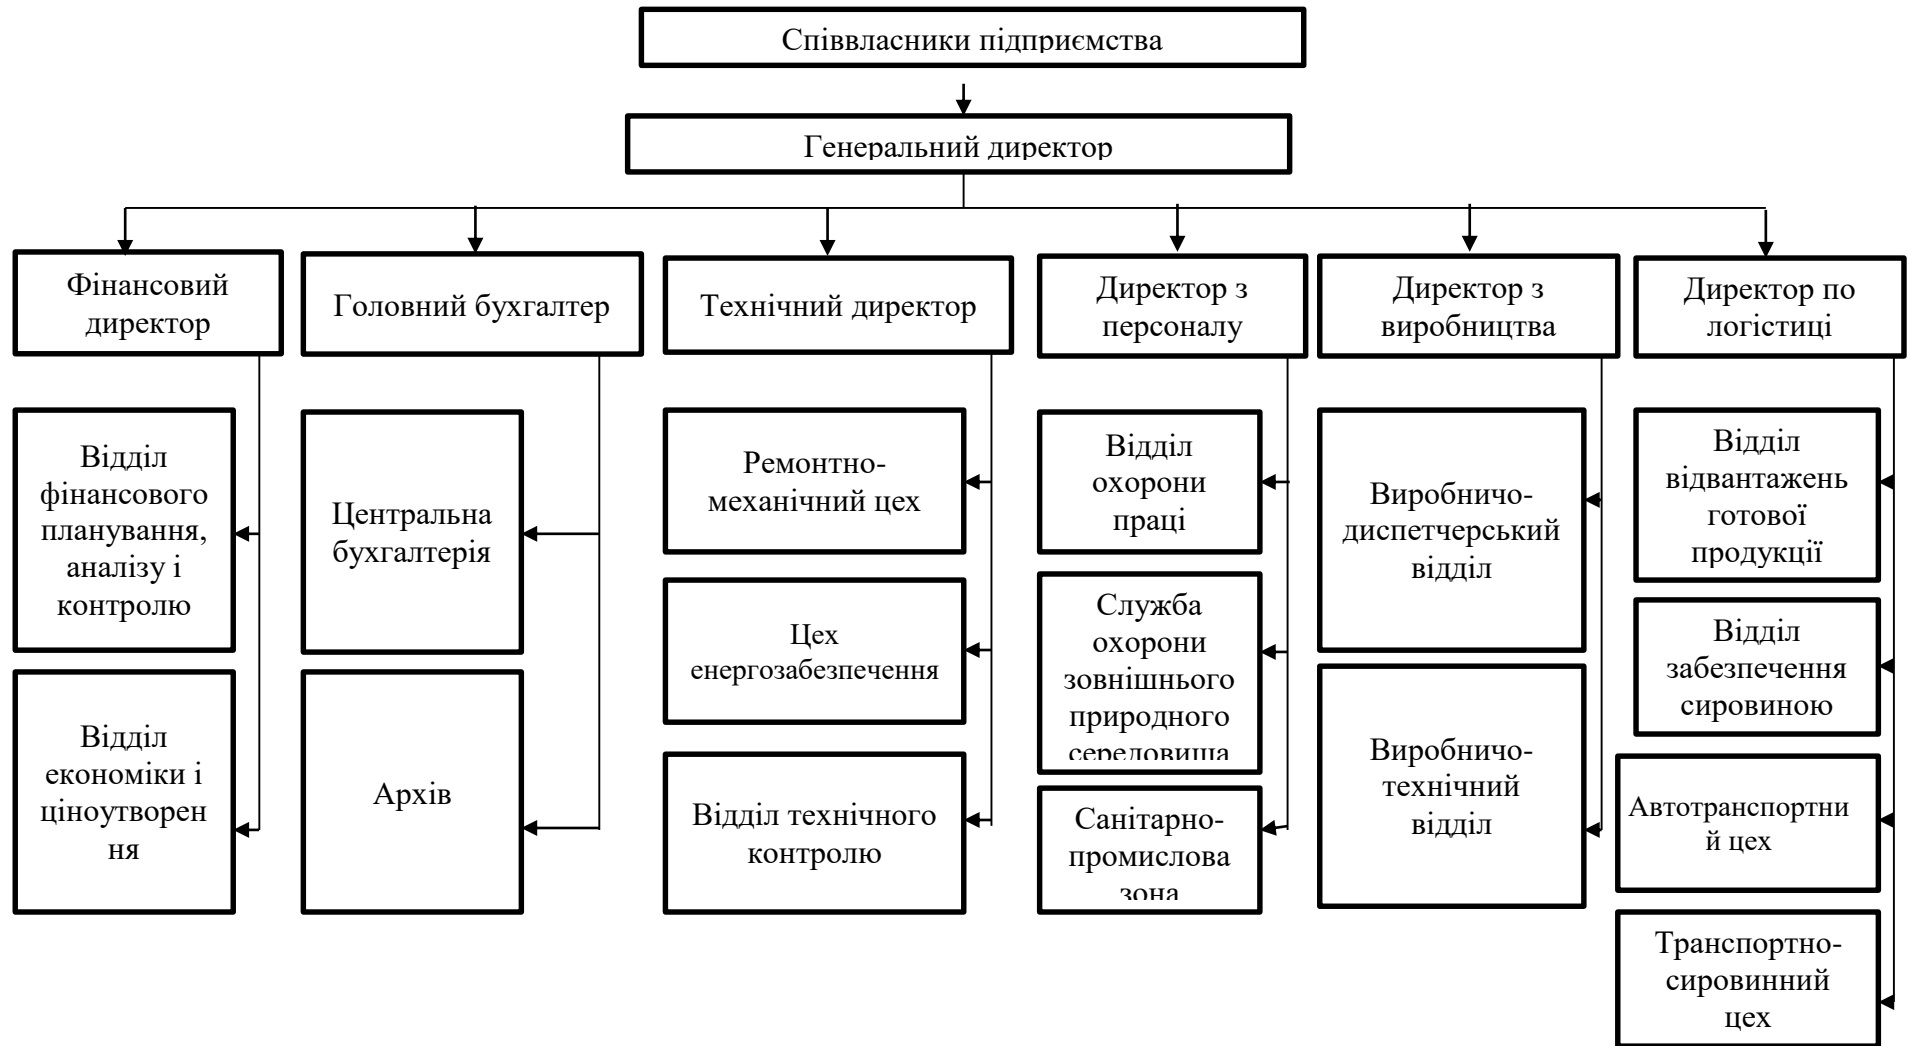 Співвласники підприємства
Генеральний директор
Фінансовий
директор
Головний бухгалтер
Технічний директор
Директор з
персоналу
Директор з
виробництва
Директор по
логістиці
Відділ
фінансового
планування,
аналізу і
контролю
Відділ
економіки і
ціноутворен
ня
Центральна
бухгалтерія
Архів
Ремонтно-
механічний цех
Цех
енергозабезпечення
Відділ технічного
контролю
Відділ
охорони
праці
Служба
охорони
зовнішнього
природного
середовища
Санітарно-
промислова
зона
Виробничо-
диспетчерський
відділ
Виробничо-
технічний
відділ
Відділ
відвантажень
готової
продукції
Відділ
забезпечення
сировиною
Автотранспортни
й цех
Транспортно-
сировинний
цех